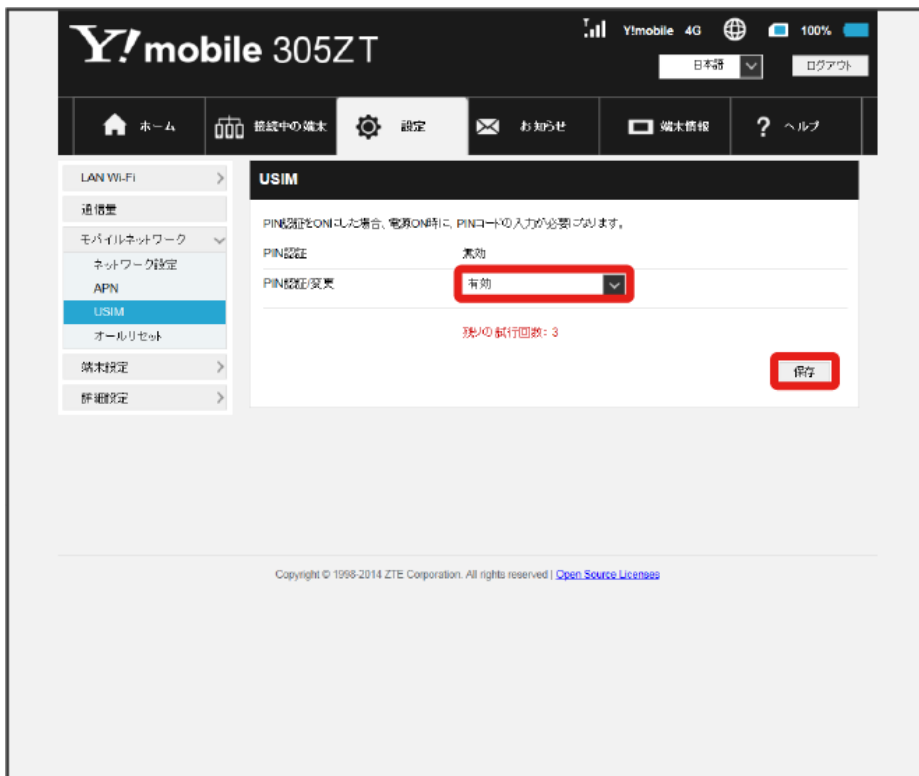 Y!mobile 305ZT
Y!mobile 4G 100%
日本語 ログアウト
ホーム 接続中の端末 設定 お知らせ 端末情報 ? ヘルプ
LAN Wi-Fi
通信量
モバイルネットワーク
ネットワーク設定
APN
USIM
オールリセット
端末設定
詳細設定
USIM
PIN認証をONにした場合、電源ON時に、PINコードの入力が必要になります。
PIN認証 無効
PIN認証/変更 有効
残りの試行回数: 3
保存
Copyright © 1998-2014 ZTE Corporation. All rights reserved | Open Source Licenses